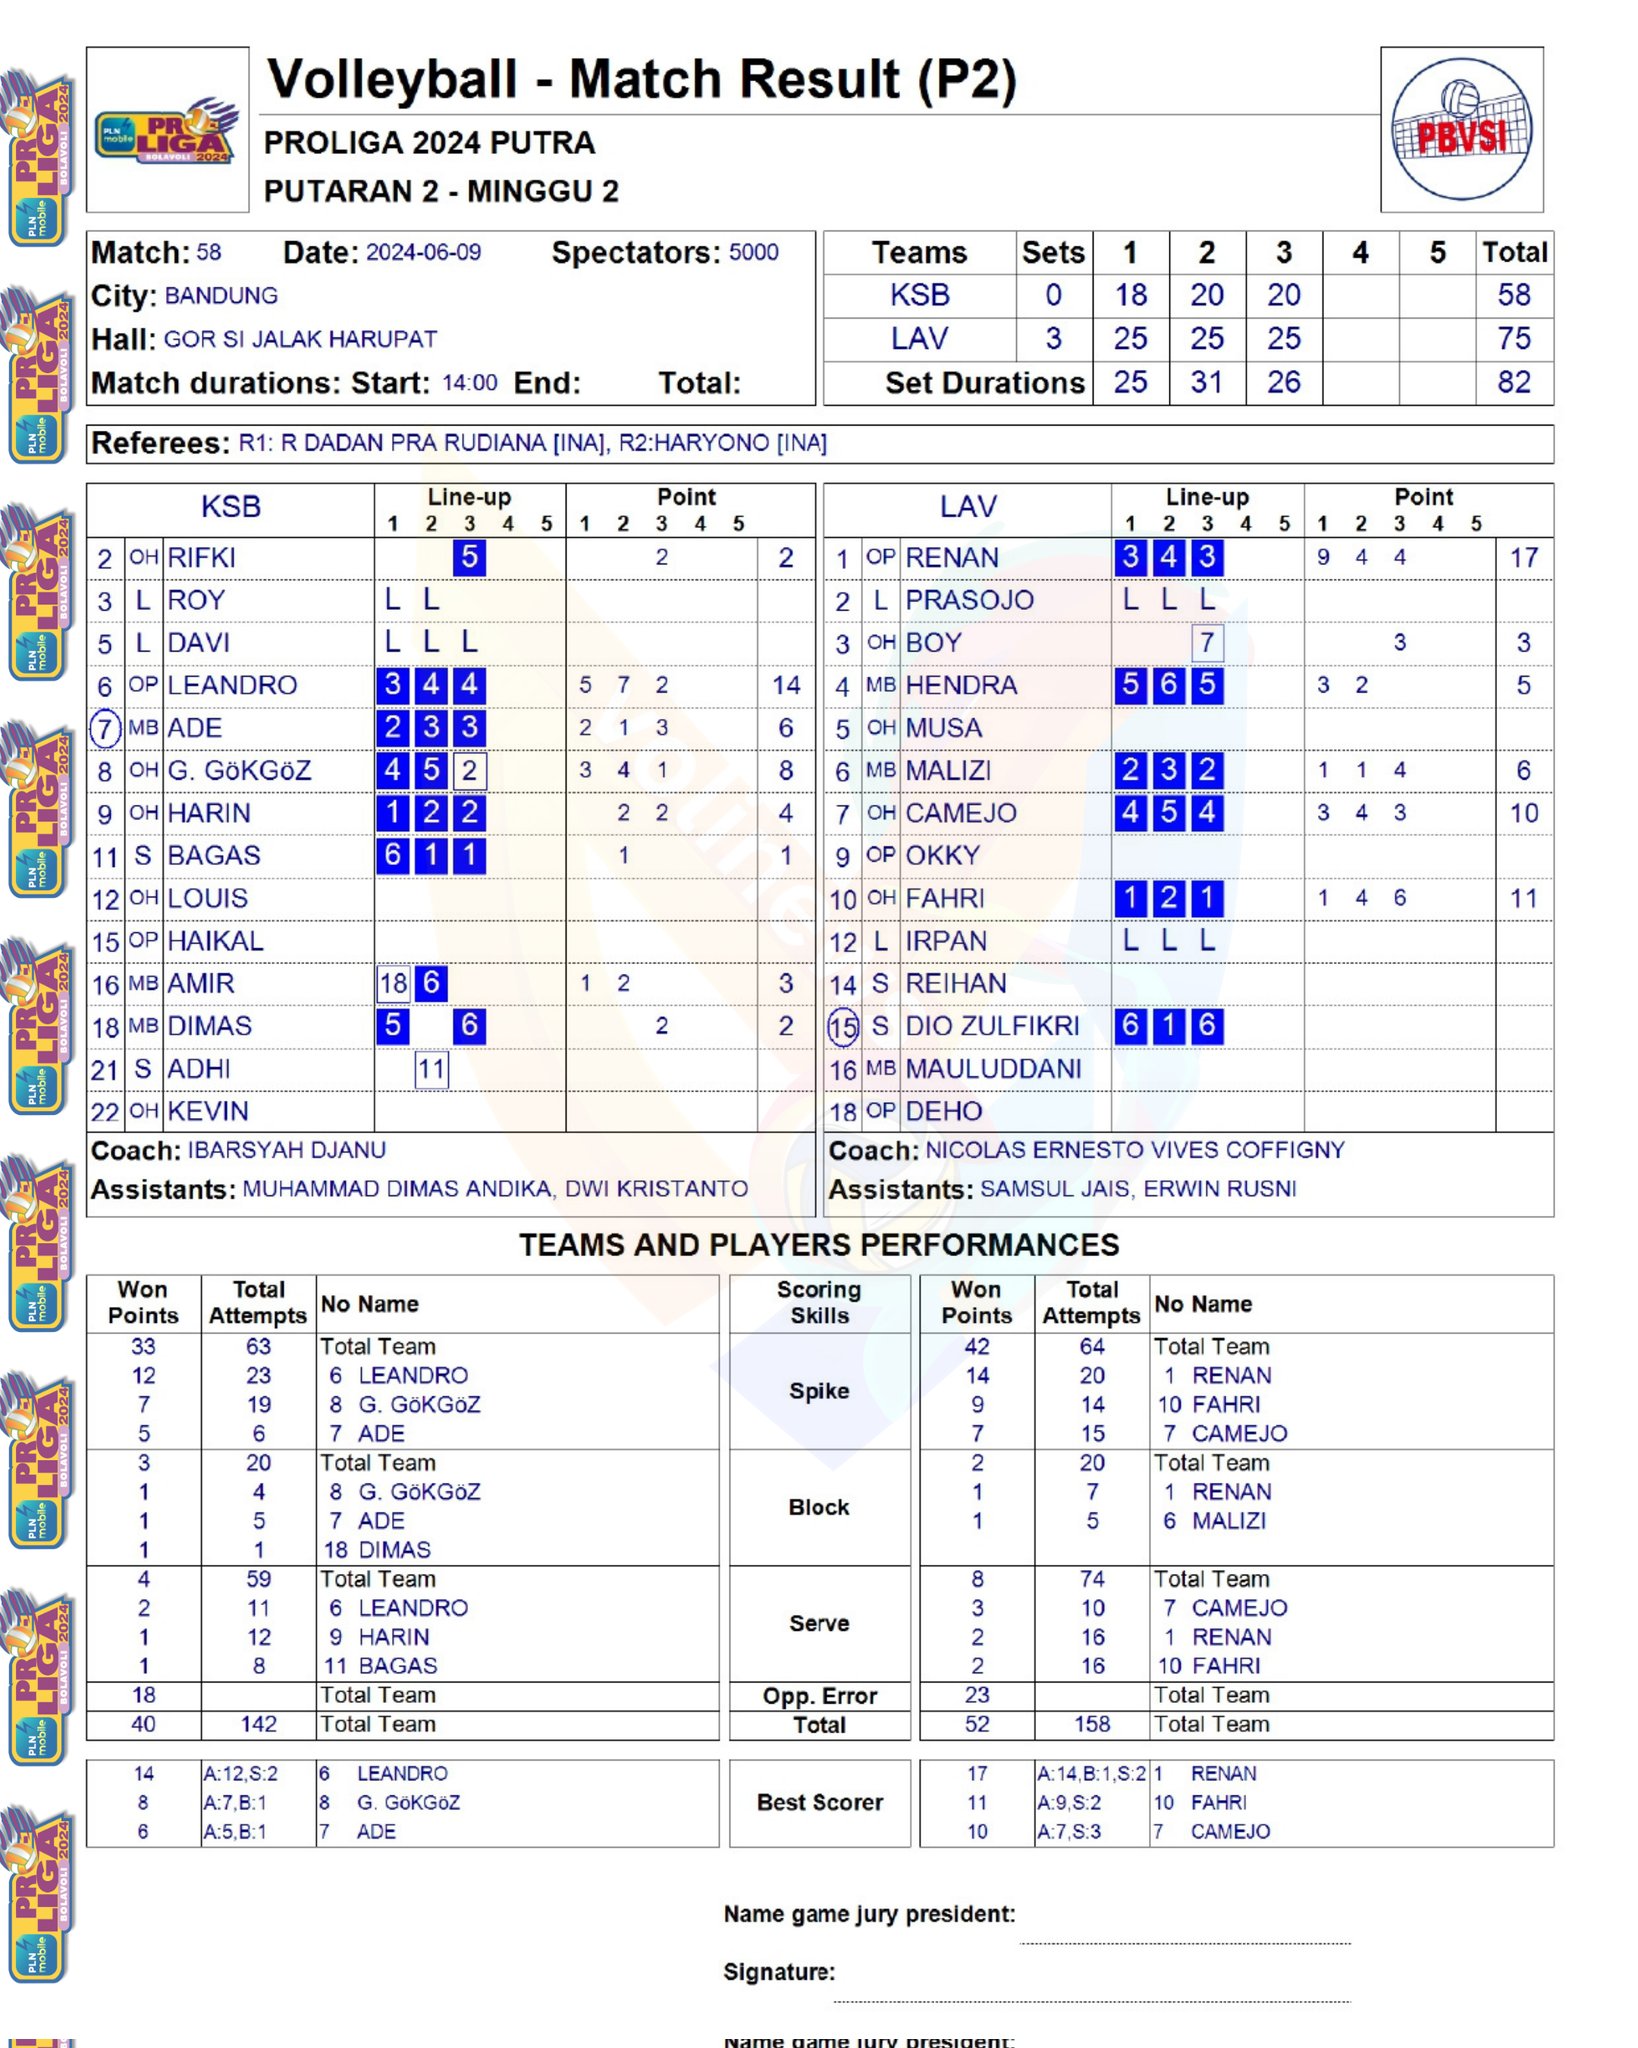 Volleyball - Match Result (P2)
PROLIGA 2024 PUTRA
PUTARAN 2 - MINGGU 2
PLN mobile PROLIGA BOLAVOLI 2024
PBVSI
Match: 58 Date: 2024-06-09 Spectators: 5000
City: BANDUNG
Hall: GOR SI JALAK HARUPAT
Match durations: Start: 14:00 End: Total:
Teams Sets 1 2 3 4 5 Total
KSB 0 18 20 20 58
LAV 3 25 25 25 75
Set Durations 25 31 26 82
Referees: R1: R DADAN PRA RUDIANA [INA], R2:HARYONO [INA]
KSB Line-up Point
1 2 3 4 5 1 2 3 4 5
2 OH RIFKI 5 2 2
3 L ROY L L
5 L DAVI L L L
6 OP LEANDRO 3 4 4 5 7 2 14
7 MB ADE 2 3 3 2 1 3 6
8 OH G. GöKGöZ 4 5 2 3 4 1 8
9 OH HARIN 1 2 2 2 2 4
11 S BAGAS 6 1 1 1 1
12 OH LOUIS
15 OP HAIKAL
16 MB AMIR 18 6 1 2 3
18 MB DIMAS 5 6 2 2
21 S ADHI 11
22 OH KEVIN
Coach: IBARSYAH DJANU
Assistants: MUHAMMAD DIMAS ANDIKA, DWI KRISTANTO
LAV Line-up Point
1 2 3 4 5 1 2 3 4 5
1 OP RENAN 3 4 3 9 4 4 17
2 L PRASOJO L L L
3 OH BOY 7 3 3
4 MB HENDRA 5 6 5 3 2 5
5 OH MUSA
6 MB MALIZI 2 3 2 1 1 4 6
7 OH CAMEJO 4 5 4 3 4 3 10
9 OP OKKY
10 OH FAHRI 1 2 1 1 4 6 11
12 L IRPAN L L L
14 S REIHAN
15 S DIO ZULFIKRI 6 1 6
16 MB MAULUDDANI
18 OP DEHO
Coach: NICOLAS ERNESTO VIVES COFFIGNY
Assistants: SAMSUL JAIS, ERWIN RUSNI
TEAMS AND PLAYERS PERFORMANCES
Won Points Total Attempts No Name Scoring Skills Won Points Total Attempts No Name
33 63 Total Team Spike 42 64 Total Team
12 23 6 LEANDRO 14 20 1 RENAN
7 19 8 G. GöKGöZ 9 14 10 FAHRI
5 6 7 ADE 7 15 7 CAMEJO
3 20 Total Team Block 2 20 Total Team
1 4 8 G. GöKGöZ 1 7 1 RENAN
1 5 7 ADE 1 5 6 MALIZI
1 1 18 DIMAS
4 59 Total Team Serve 8 74 Total Team
2 11 6 LEANDRO 3 10 7 CAMEJO
1 12 9 HARIN 2 16 1 RENAN
1 8 11 BAGAS 2 16 10 FAHRI
18 Total Team Opp. Error 23 Total Team
40 142 Total Team Total 52 158 Total Team
14 A:12,S:2 6 LEANDRO Best Scorer 17 A:14,B:1,S:2 1 RENAN
8 A:7,B:1 8 G. GöKGöZ 11 A:9,S:2 10 FAHRI
6 A:5,B:1 7 ADE 10 A:7,S:3 7 CAMEJO
Name game jury president:
Signature:
Name game jury president: